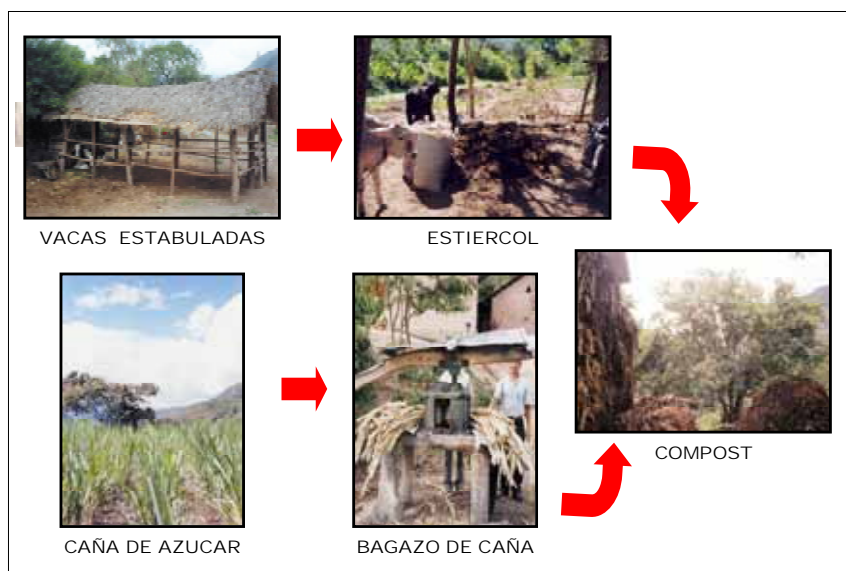 VACAS ESTABULADAS
ESTIERCOL
CAÑA DE AZUCAR
BAGAZO DE CAÑA
COMPOST